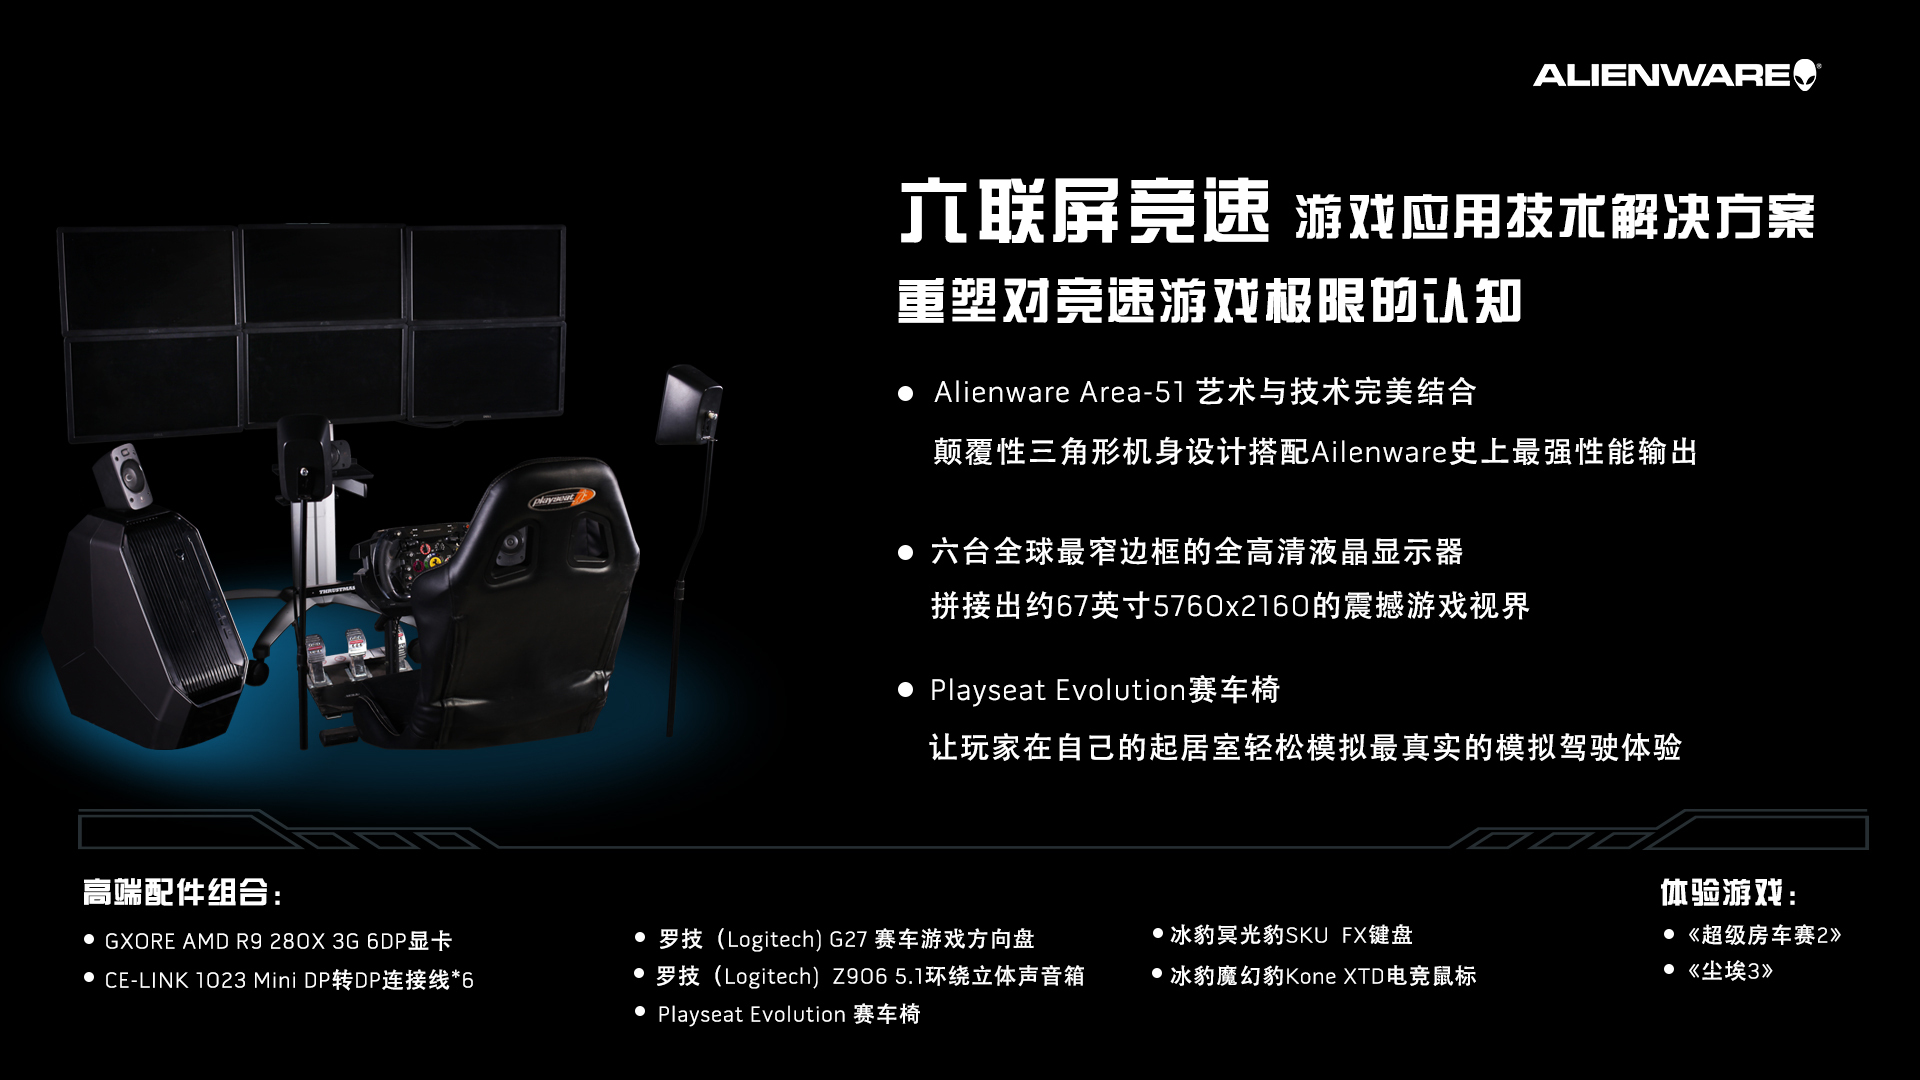 ALIENWARE
六联屏竞速 游戏应用技术解决方案
重塑对竞速游戏极限的认知
● Alienware Area-51 艺术与技术完美结合
颠覆性三角形机身设计搭配Ailenware史上最强性能输出
● 六台全球最窄边框的全高清液晶显示器
拼接出约67英寸5760x2160的震撼游戏视界
● Playseat Evolution赛车椅
让玩家在自己的起居室轻松模拟最真实的模拟驾驶体验
playseat
THRUSTMAS
高端配件组合：
● GXORE AMD R9 280X 3G 6DP显卡
● CE-LINK 1023 Mini DP转DP连接线*6
● 罗技（Logitech) G27 赛车游戏方向盘
● 罗技（Logitech) Z906 5.1环绕立体声音箱
● Playseat Evolution 赛车椅
● 冰豹冥光豹SKU FX键盘
● 冰豹魔幻豹Kone XTD电竞鼠标
体验游戏：
● 《超级房车赛2》
● 《尘埃3》